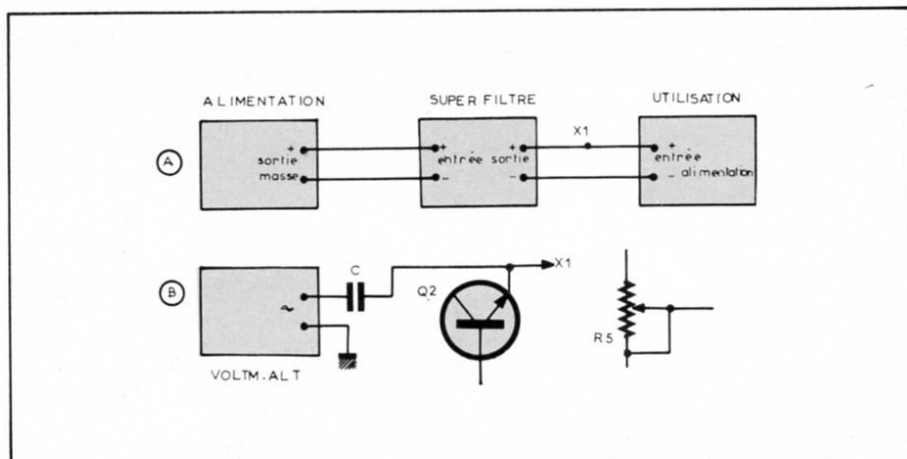 ALIMENTATION
SUPER FILTRE
UTILISATION
A
+
sortie
masse
+
entrée sortie
+
-
-
X1
+
entrée
- alimentation
B
~
VOLTM.ALT
C
Q2
X1
R5